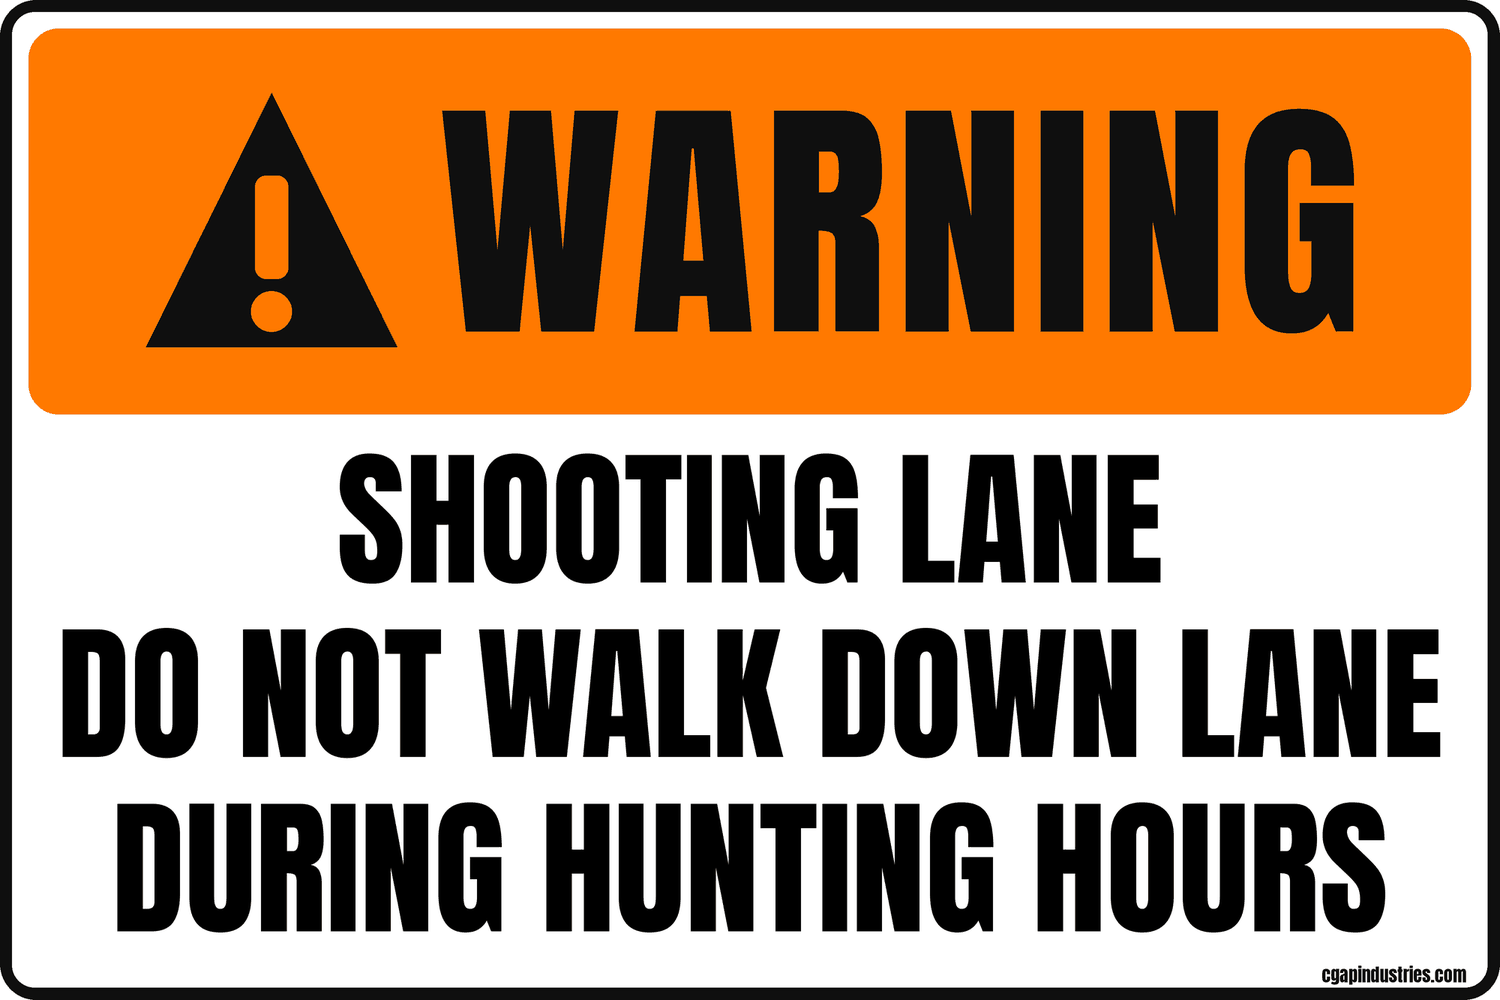 WARNING
SHOOTING LANE
DO NOT WALK DOWN LANE
DURING HUNTING HOURS
cgapindustries.com